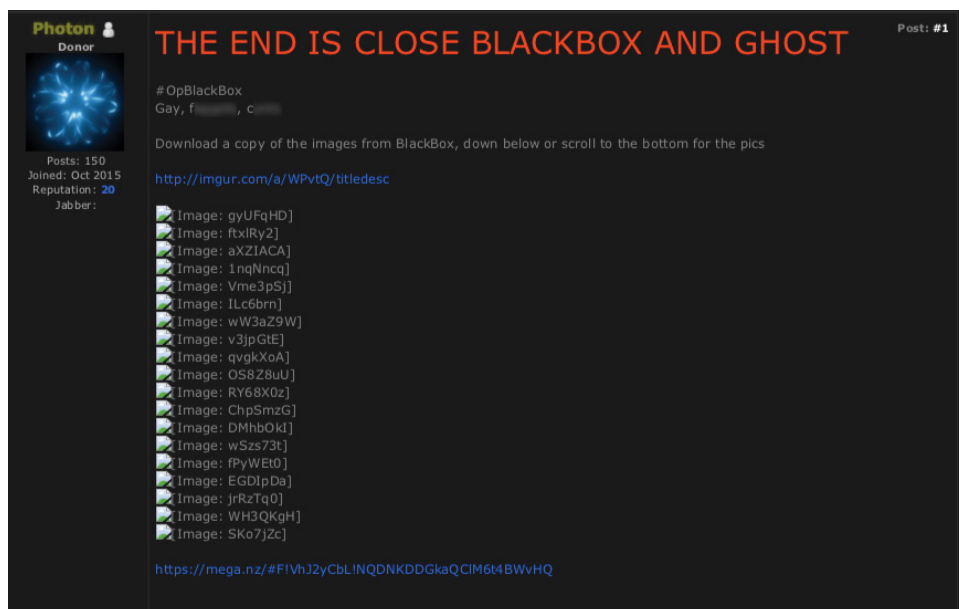 Photon
Donor
Posts: 150
Joined: Oct 2015
Reputation: 20
Jabber:
Post: #1
THE END IS CLOSE BLACKBOX AND GHOST
#OpBlackBox
Gay, f , c
Download a copy of the images from BlackBox, down below or scroll to the bottom for the pics
http://imgur.com/a/WPvtQ/titledesc
[Image: gyUFqHD]
[Image: ftxlRy2]
[Image: aXZIACA]
[Image: 1nqNncq]
[Image: Vme3pSj]
[Image: ILc6brn]
[Image: wW3aZ9W]
[Image: v3jpGtE]
[Image: qvgkXoA]
[Image: OS8Z8uU]
[Image: RY68X0z]
[Image: ChpSmzG]
[Image: DMhbOkI]
[Image: wSzs73t]
[Image: fPyWEt0]
[Image: EGDIpDa]
[Image: jrRzTq0]
[Image: WH3QKgH]
[Image: SKo7jZc]
https://mega.nz/#F!VhJ2yCbL!NQDNKDDGkaQClM6t4BWvHQ